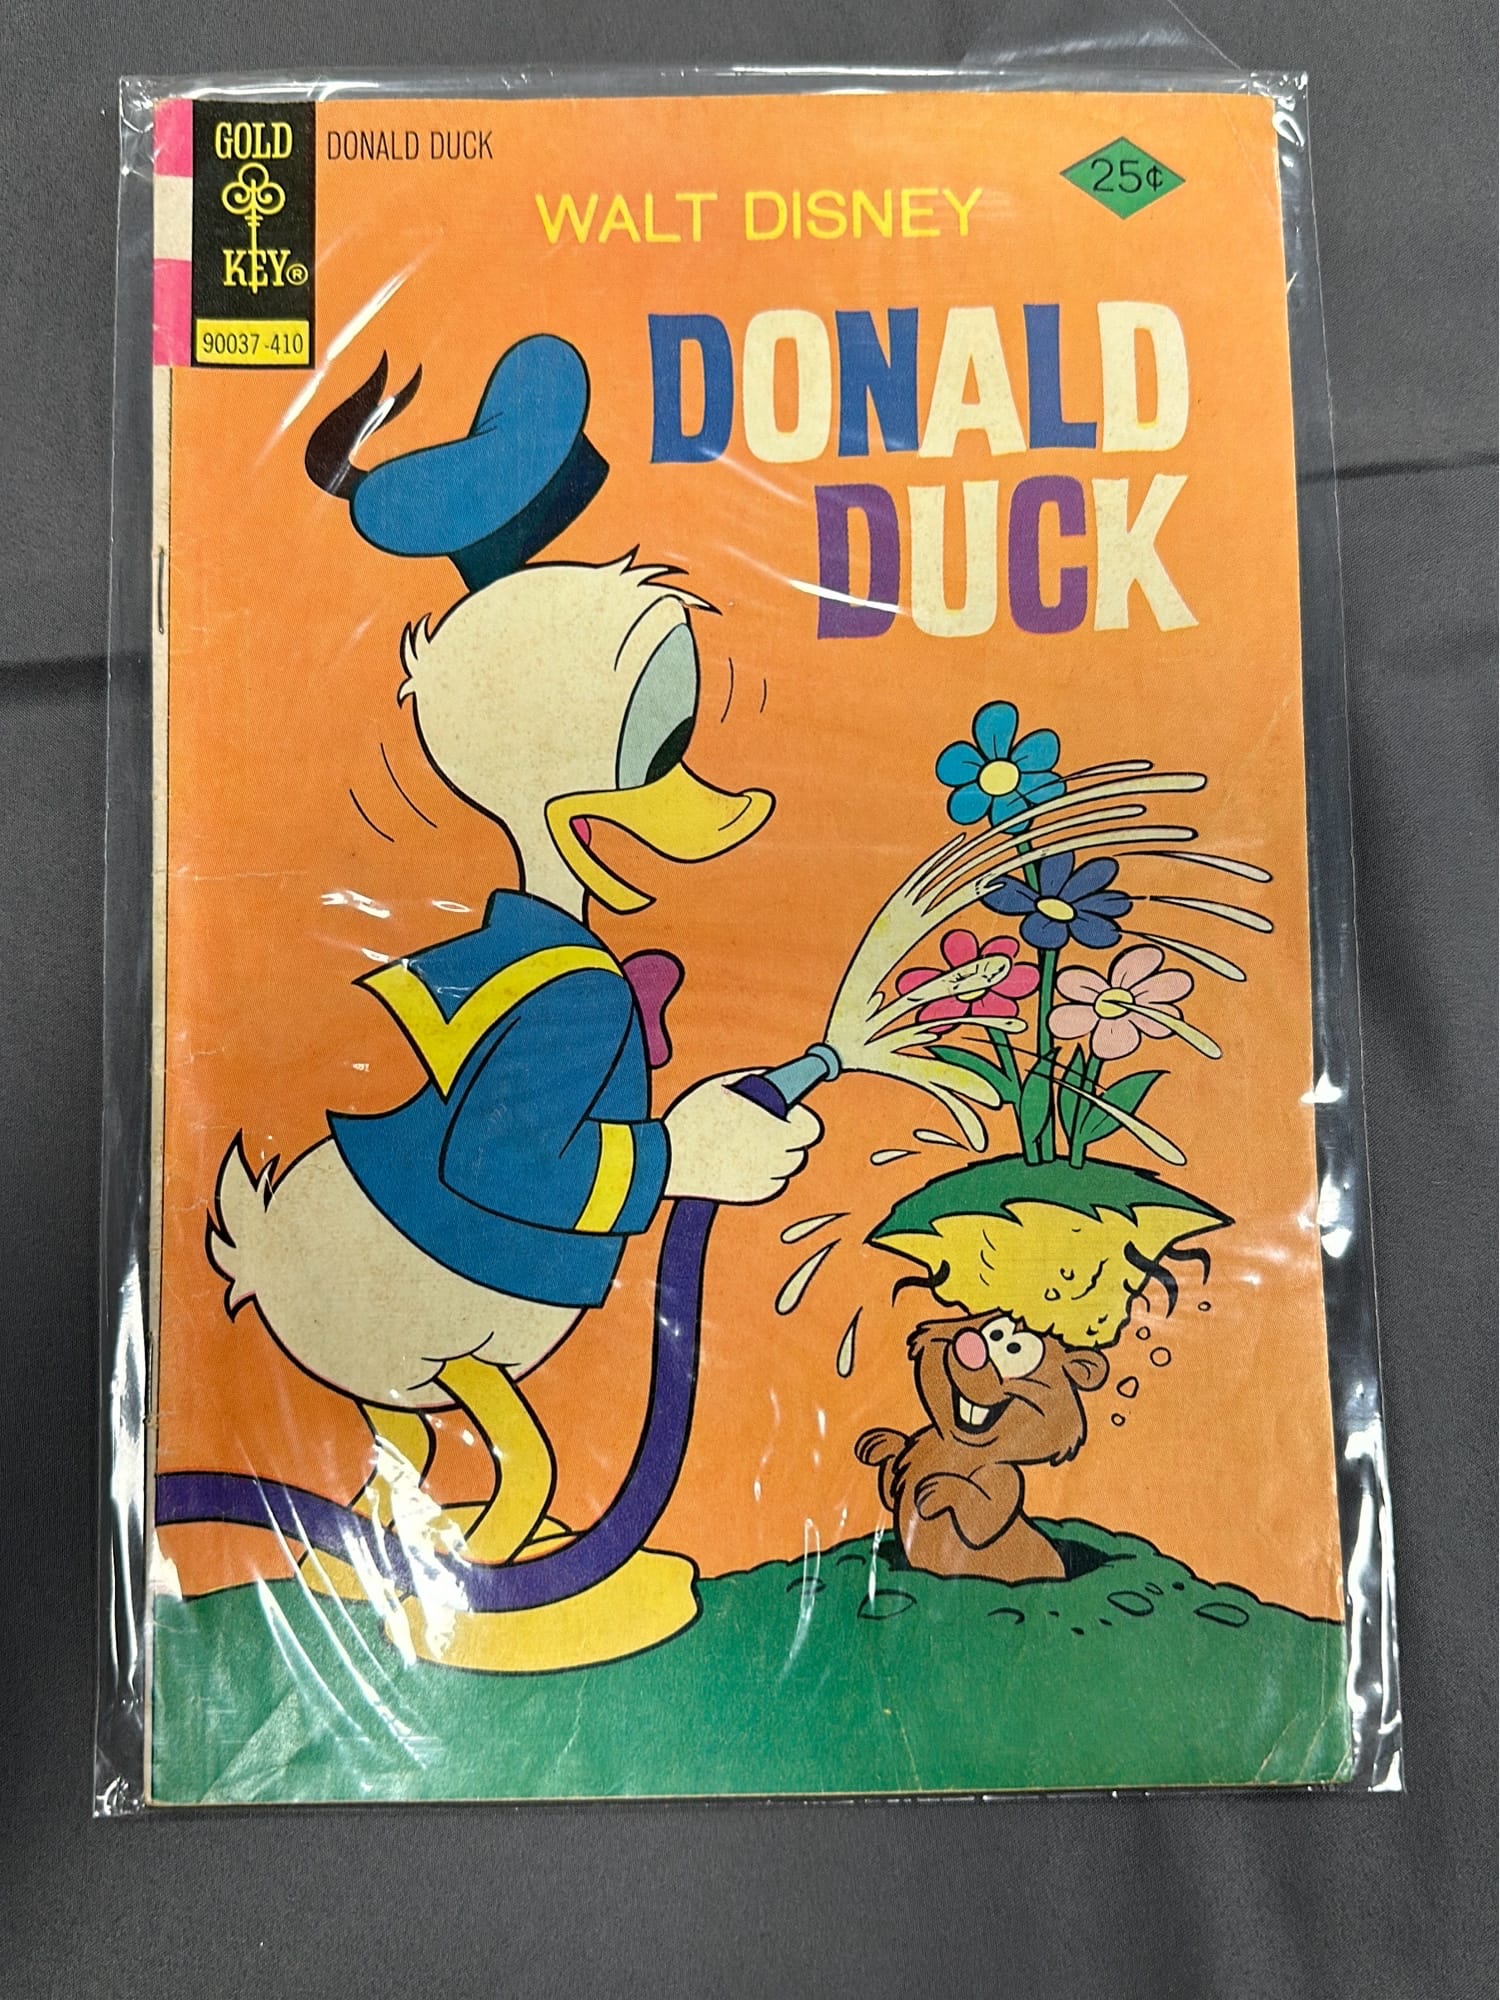 GOLD
KEY®
90037-410
DONALD DUCK
25¢
WALT DISNEY
DONALD
DUCK